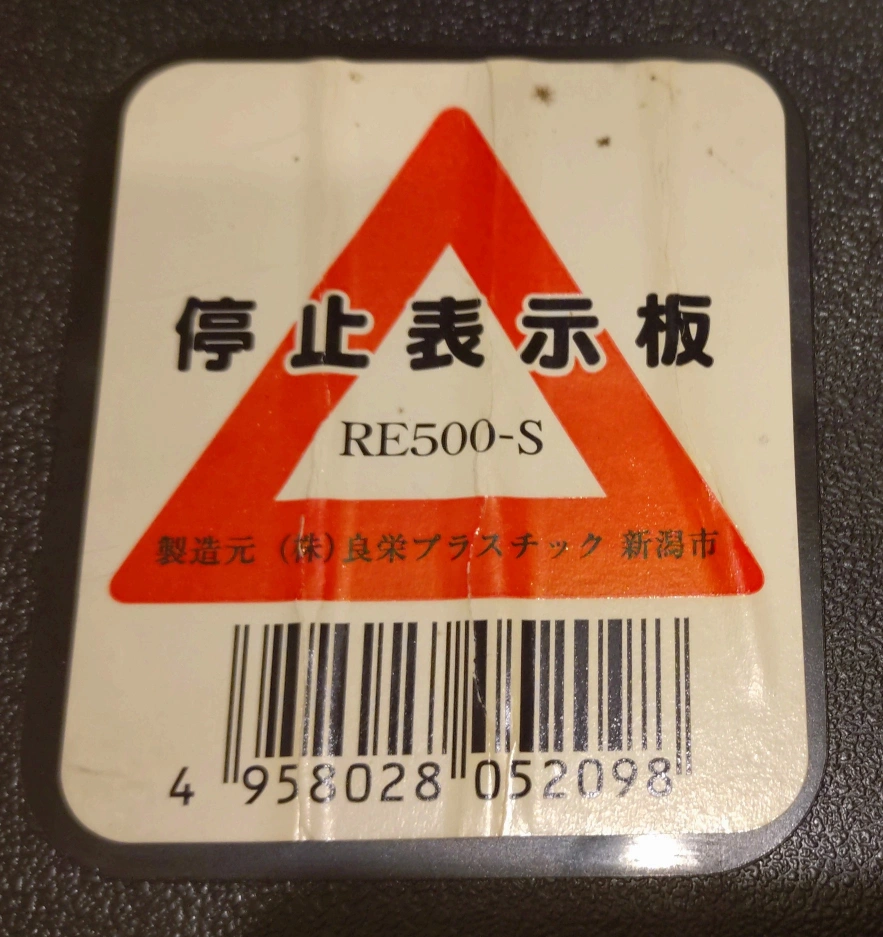 停止表示板
RE500-S
製造元 (株)良栄プラスチック 新潟市
4 958028 052098